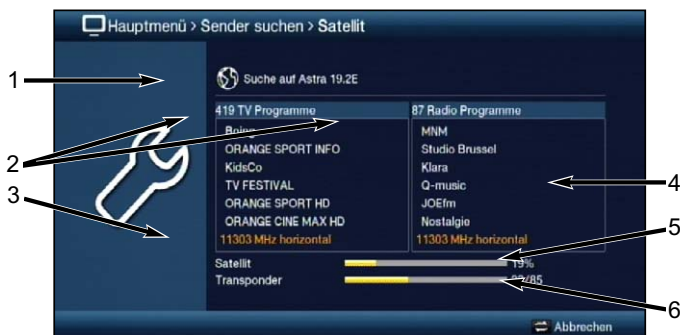 Hauptmenü > Sender suchen > Satellit
1
Suche auf Astra 19.2E
2
419 TV Programme
ORANGE SPORT INFO
KidsCo
TV FESTIVAL
ORANGE SPORT HD
ORANGE CINE MAX HD
11303 MHz horizontal
87 Radio Programme
MNM
Studio Brussel
Klara
Q-music
JOEfm
Nostalgie
11303 MHz horizontal
3
4
5
Satellit 19%
Transponder /85
6
Abbrechen